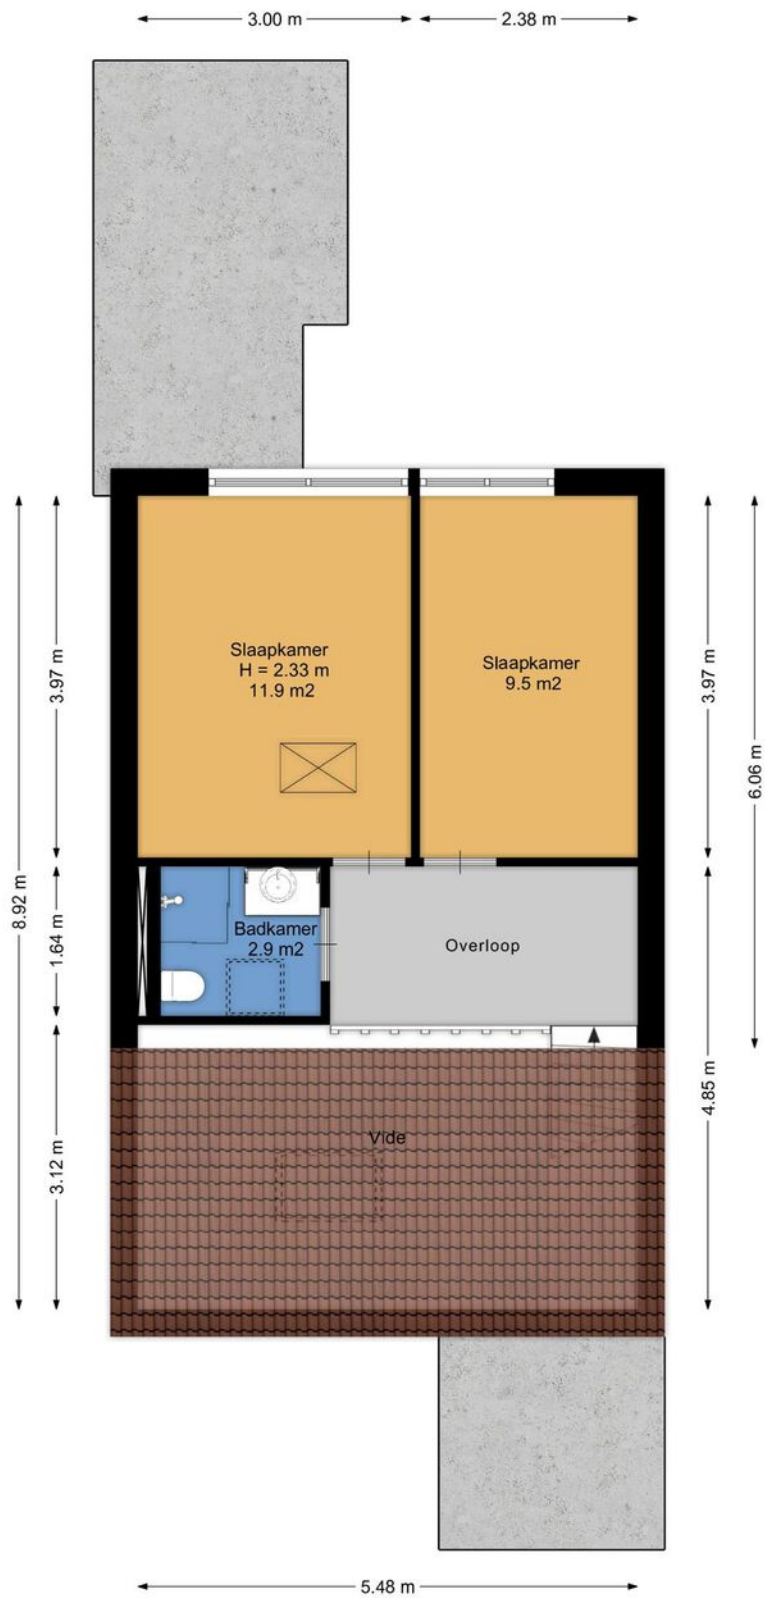 3.00 m
2.38 m
Slaapkamer
H = 2.33 m
11.9 m2
Slaapkamer
9.5 m2
3.97 m
3.97 m
6.06 m
8.92 m
1.64 m
Badkamer
2.9 m2
Overloop
4.85 m
3.12 m
Vide
5.48 m